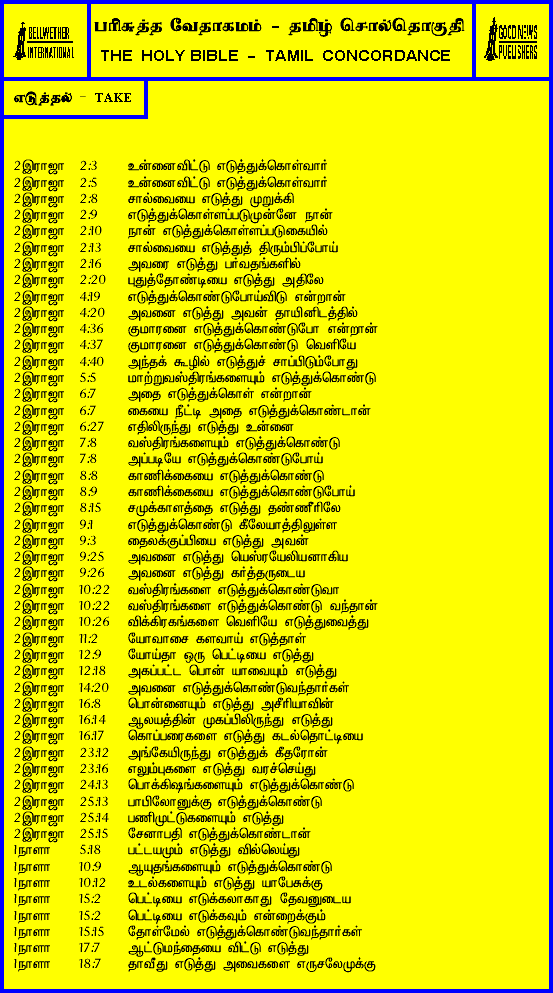 BELLWETHER
INTERNATIONAL
பரிசுத்த வேதாகமம் - தமிழ் சொல்தொகுதி
THE HOLY BIBLE - TAMIL CONCORDANCE
GOOD NEWS
PUBLISHERS
எடுத்தல் - TAKE
2இராஜா 2:3 உன்னைவிட்டு எடுத்துக்கொள்வார்
2இராஜா 2:5 உன்னைவிட்டு எடுத்துக்கொள்வார்
2இராஜா 2:8 சால்வையை எடுத்து முறுக்கி
2இராஜா 2:9 எடுத்துக்கொள்ளப்படுமுன்னே நான்
2இராஜா 2:10 நான் எடுத்துக்கொள்ளப்படுகையில்
2இராஜா 2:13 சால்வையை எடுத்துத் திரும்பிப்போய்
2இராஜா 2:16 அவரை எடுத்து பர்வதங்களில்
2இராஜா 2:20 புதுத்தோண்டியை எடுத்து அதிலே
2இராஜா 4:19 எடுத்துக்கொண்டுபோய்விடு என்றான்
2இராஜா 4:20 அவனை எடுத்து அவன் தாயினிடத்தில்
2இராஜா 4:36 குமாரனை எடுத்துக்கொண்டுபோ என்றான்
2இராஜா 4:37 குமாரனை எடுத்துக்கொண்டு வெளியே
2இராஜா 4:40 அந்தக் கூழில் எடுத்துச் சாப்பிடும்போது
2இராஜா 5:5 மாற்றுவஸ்திரங்களையும் எடுத்துக்கொண்டு
2இராஜா 6:7 அதை எடுத்துக்கொள் என்றான்
2இராஜா 6:7 கையை நீட்டி அதை எடுத்துக்கொண்டான்
2இராஜா 6:27 எதிலிருந்து எடுத்து உன்னை
2இராஜா 7:8 வஸ்திரங்களையும் எடுத்துக்கொண்டு
2இராஜா 7:8 அப்படியே எடுத்துக்கொண்டுபோய்
2இராஜா 8:8 காணிக்கையை எடுத்துக்கொண்டு
2இராஜா 8:9 காணிக்கையை எடுத்துக்கொண்டுபோய்
2இராஜா 8:15 சமுக்காளத்தை எடுத்து தண்ணீரிலே
2இராஜா 9:1 எடுத்துக்கொண்டு கீலேயாத்திலுள்ள
2இராஜா 9:3 தைலக்குப்பியை எடுத்து அவன்
2இராஜா 9:25 அவனை எடுத்து யெஸ்ரயேலியனாகிய
2இராஜா 9:26 அவனை எடுத்து கர்த்தருடைய
2இராஜா 10:22 வஸ்திரங்களை எடுத்துக்கொண்டுவா
2இராஜா 10:22 வஸ்திரங்களை எடுத்துக்கொண்டு வந்தான்
2இராஜா 10:26 விக்கிரகங்களை வெளியே எடுத்துவைத்து
2இராஜா 11:2 யோவாசை களவாய் எடுத்தாள்
2இராஜா 12:9 யோய்தா ஒரு பெட்டியை எடுத்து
2இராஜா 12:18 அகப்பட்ட பொன் யாவையும் எடுத்து
2இராஜா 14:20 அவனை எடுத்துக்கொண்டுவந்தார்கள்
2இராஜா 16:8 பொன்னையும் எடுத்து அசீரியாவின்
2இராஜா 16:14 ஆலயத்தின் முகப்பிலிருந்து எடுத்து
2இராஜா 16:17 கொப்பரைகளை எடுத்து கடல்தொட்டியை
2இராஜா 23:12 அங்கேயிருந்து எடுத்துக் கீதரோன்
2இராஜா 23:16 எலும்புகளை எடுத்து வரச்செய்து
2இராஜா 24:13 பொக்கிஷங்களையும் எடுத்துக்கொண்டு
2இராஜா 25:13 பாபிலோனுக்கு எடுத்துக்கொண்டு
2இராஜா 25:14 பணிமுட்டுகளையும் எடுத்து
2இராஜா 25:15 சேனாபதி எடுத்துக்கொண்டான்
1நாளா 5:18 பட்டயமும் எடுத்து வில்லெய்து
1நாளா 10:9 ஆயுதங்களையும் எடுத்துக்கொண்டு
1நாளா 10:12 உடல்களையும் எடுத்து யாபேசுக்கு
1நாளா 15:2 பெட்டியை எடுக்கலாகாது தேவனுடைய
1நாளா 15:2 பெட்டியை எடுக்கவும் என்றைக்கும்
1நாளா 15:15 தோள்மேல் எடுத்துக்கொண்டுவந்தார்கள்
1நாளா 17:7 ஆட்டுமந்தையை விட்டு எடுத்து
1நாளா 18:7 தாவீது எடுத்து அவைகளை எருசலேமுக்கு